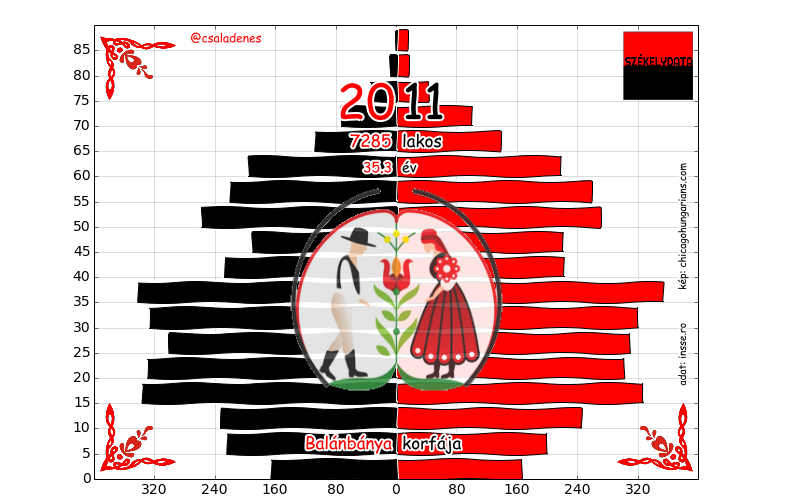 @csaladenes
SZÉKELYDATA
2011
7285 lakos
35.3 év
kép: chicagohungarians.com
adat: insse.ro
Balánbánya korfája
85
80
75
70
65
60
55
50
45
40
35
30
25
20
15
10
5
0
320 240 160 80 0 80 160 240 320